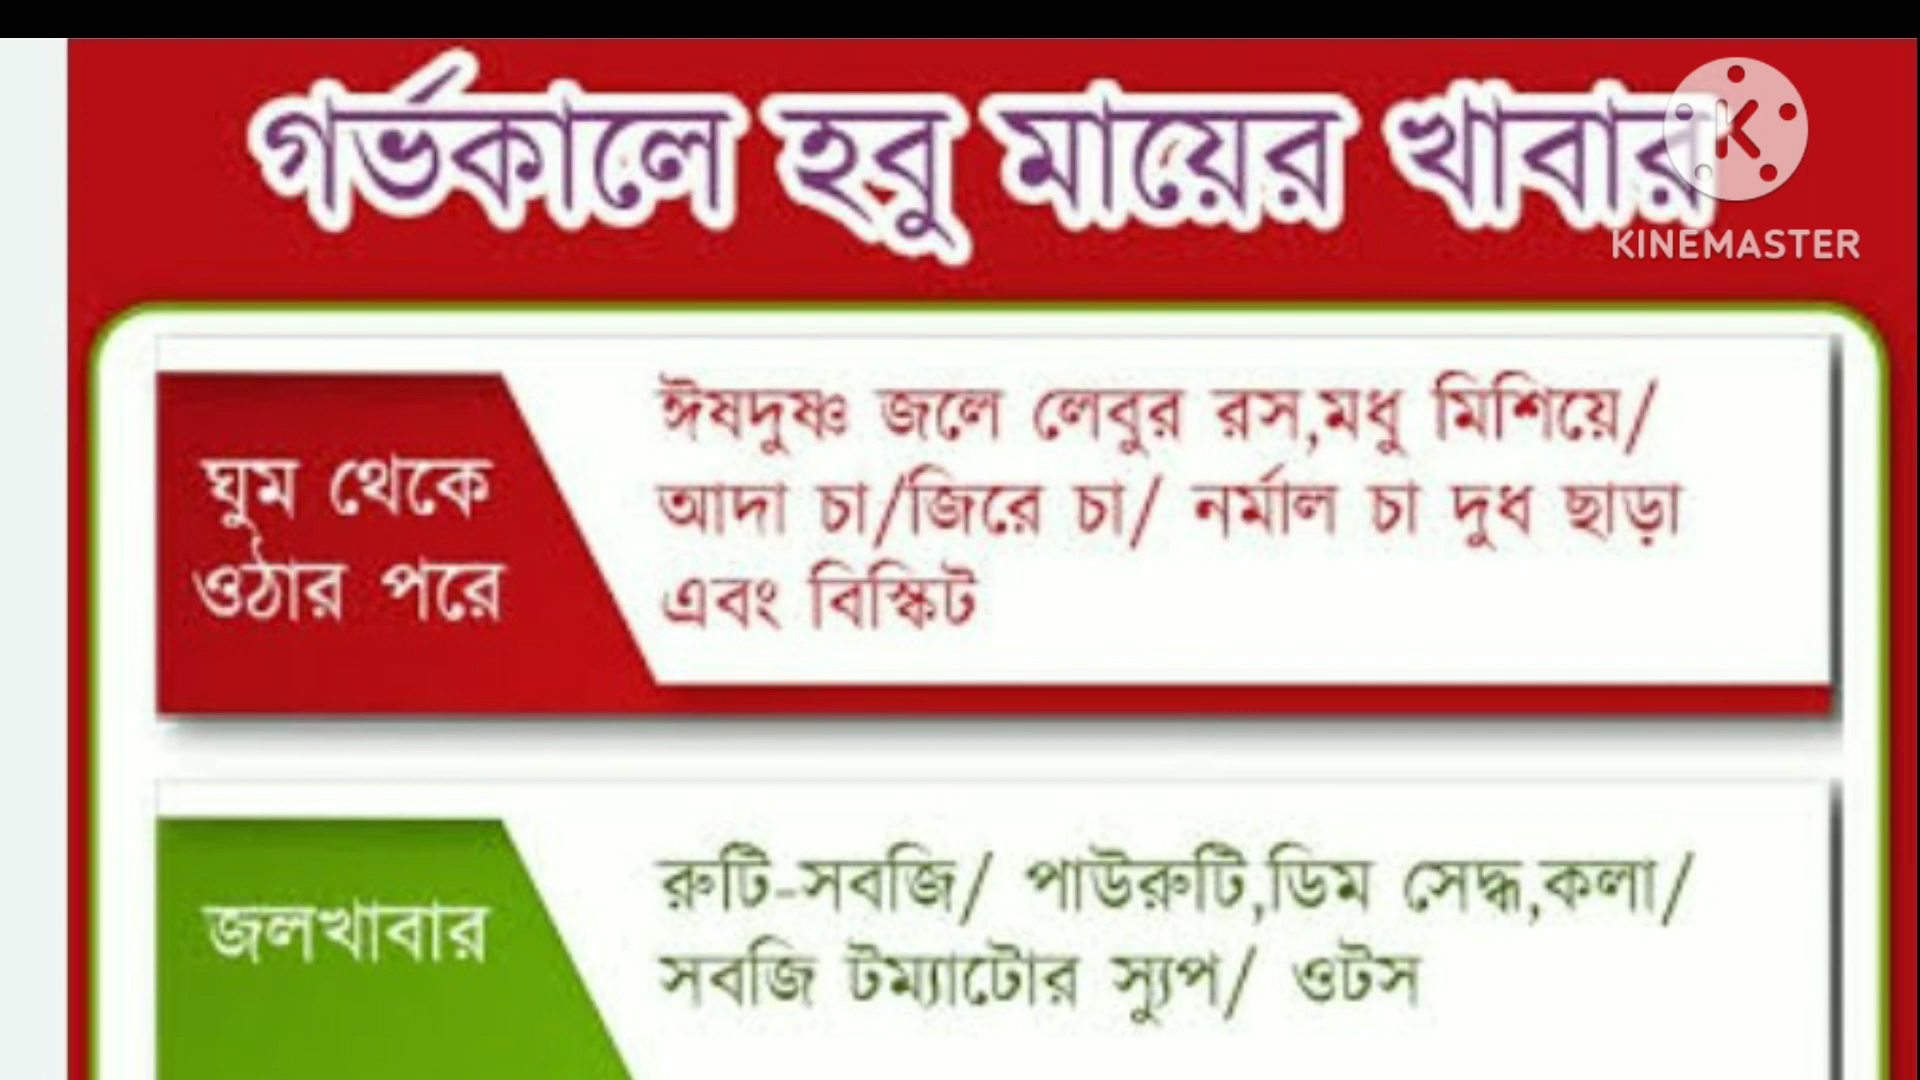 গর্ভকালে হবু মায়ের খাবার
KINEMASTER
ঘুম থেকে
ওঠার পরে
ঈষদুষ্ণ জলে লেবুর রস,মধু মিশিয়ে/
আদা চা/জিরে চা/ নর্মাল চা দুধ ছাড়া
এবং বিস্কিট
জলখাবার
রুটি-সবজি/ পাউরুটি,ডিম সেদ্ধ,কলা/
সবজি টম্যাটোর স্যুপ/ ওটস